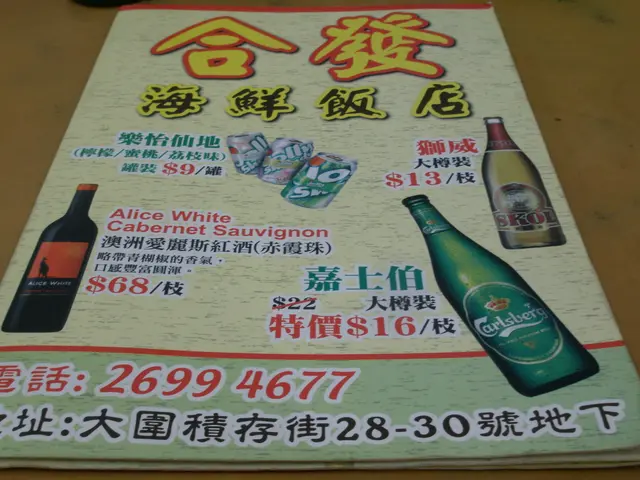 合發
海鮮飯店
樂怡仙地
(檸檬/蜜桃/荔枝味)
罐裝 $9/罐
獅威
大樽裝
$13/枝
SKOL
Alice White
Cabernet Sauvignon
澳洲愛麗斯紅酒(赤霞珠)
略帶青椒的香氣，
口感豐富圓渾。
$68/枝
ALICE WHITE
嘉士伯
$22 大樽裝
特價$16/枝
Carlsberg
電話: 2699 4677
地址:大圍積存街28-30號地下